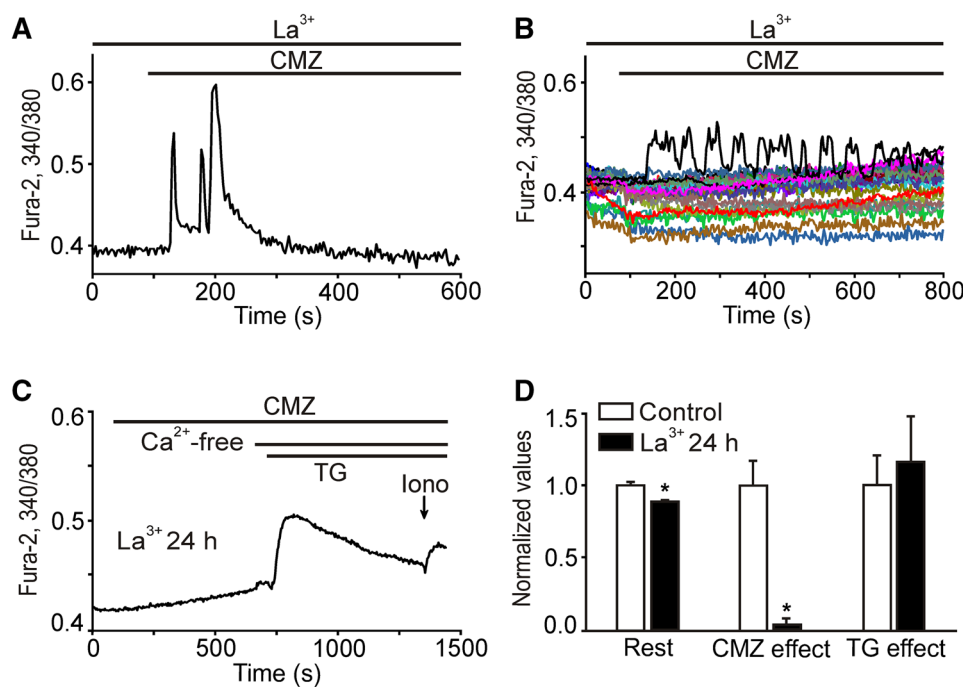 A
La³⁺
CMZ
Fura-2, 340/380
0.6
0.5
0.4
0 200 400 600
Time (s)
B
La³⁺
CMZ
Fura-2, 340/380
0.6
0.4
0 200 400 600 800
Time (s)
C
CMZ
Ca²⁺-free
TG
Iono
La³⁺ 24 h
Fura-2, 340/380
0.6
0.5
0.4
0 500 1000 1500
Time (s)
D
Control
La³⁺ 24 h
Normalized values
1.5
1.0
0.5
0.0
* *
Rest CMZ effect TG effect